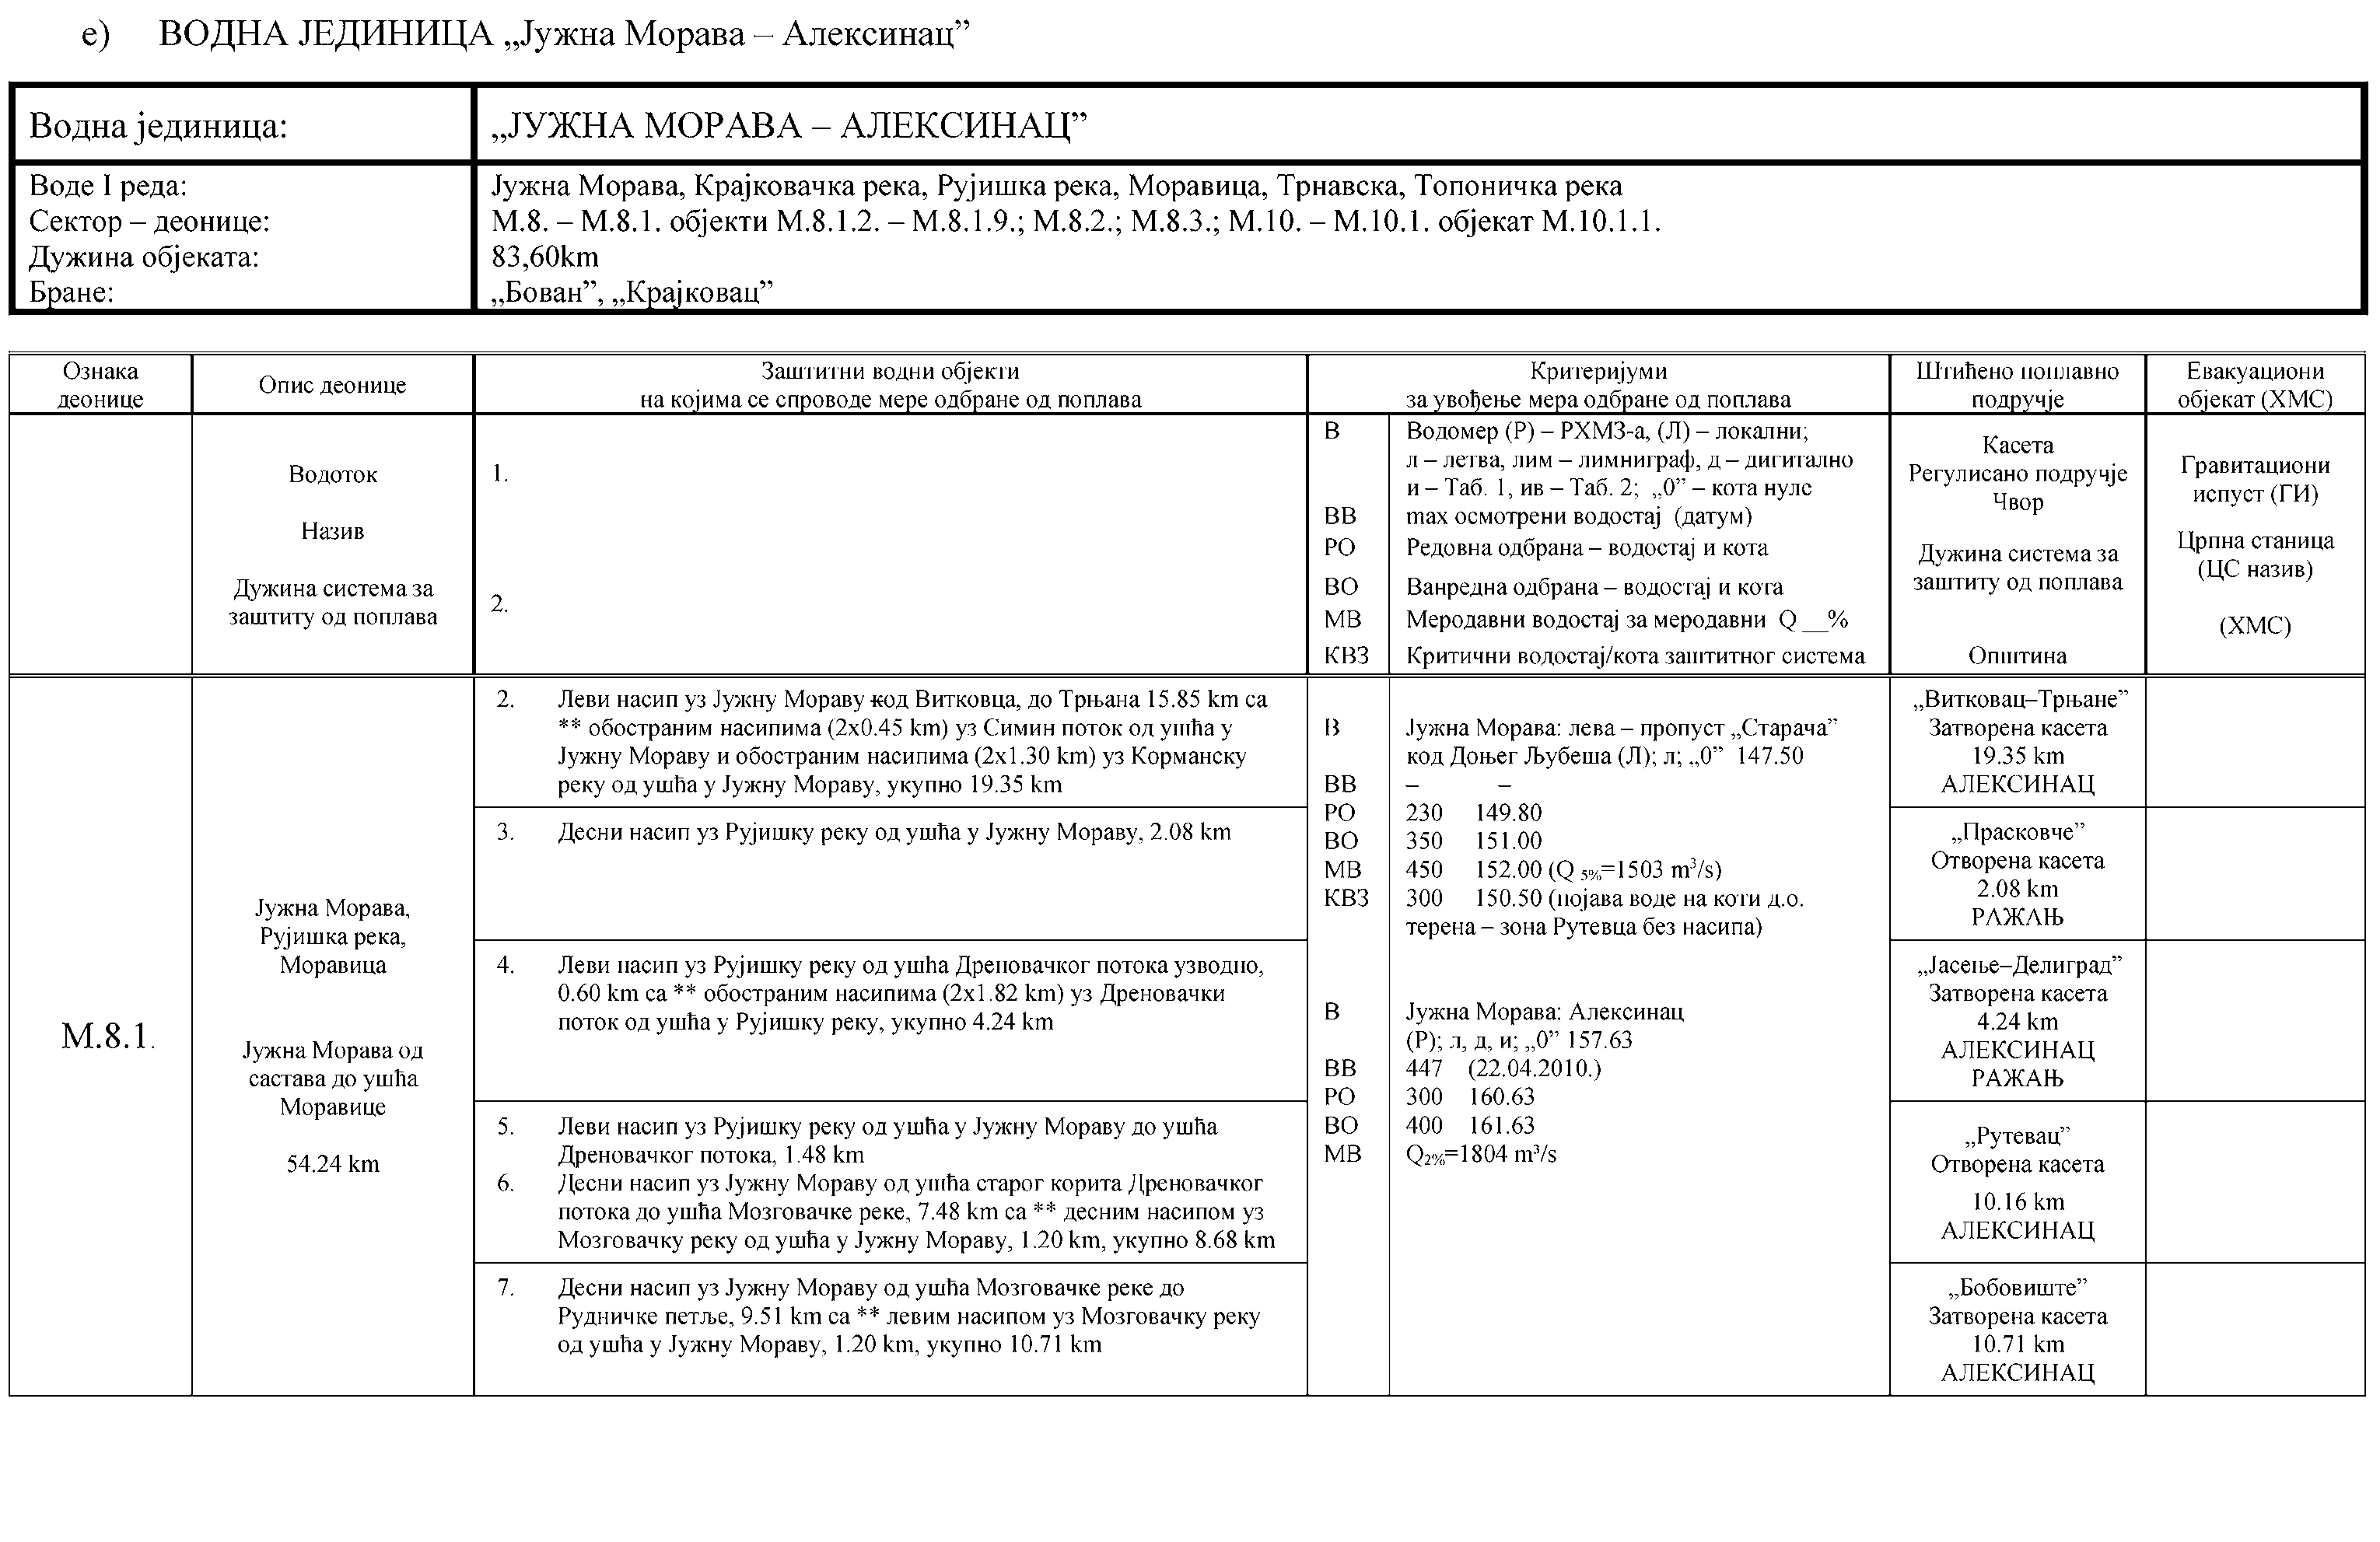 е) ВОДНА ЈЕДИНИЦА „Јужна Морава – Алексинац”
Водна јединица: „ЈУЖНА МОРАВА – АЛЕКСИНАЦ”
Воде I реда: Јужна Морава, Крајковачка река, Рујишка река, Моравица, Трнавска, Топоничка река
Сектор – деонице: М.8. – М.8.1. објекти М.8.1.2. – М.8.1.9.; М.8.2.; М.8.3.; М.10. – М.10.1. објекат М.10.1.1.
Дужина објеката: 83,60km
Бране: „Бован”, „Крајковац”
Ознака
деонице
Опис деонице
Заштитни водни објекти
на којима се спроводе мере одбране од поплава
Критеријуми
за увођење мера одбране од поплава
Штићено поплавно
подручје
Евакуациони
објекат (ХМС)
Водоток
Назив
Дужина система за
заштиту од поплава
1.
2.
В Водомер (Р) – РХМЗ-а, (Л) – локални;
л – летва, лим – лимниграф, д – дигитално
и – Таб. 1, ив – Таб. 2; „0” – кота нуле
ВВ max осмотрени водостај (датум)
РО Редовна одбрана – водостај и кота
ВО Ванредна одбрана – водостај и кота
МВ Меродавни водостај за меродавни Q __%
КВЗ Критични водостај/кота заштитног система
Касета
Регулисано подручје
Чвор
Дужина система за
заштиту од поплава
Општина
Гравитациони
испуст (ГИ)
Црпна станица
(ЦС назив)
(ХМС)
М.8.1.
Јужна Морава,
Рујишка река,
Моравица
Јужна Морава од
састава до ушћа
Моравице
54.24 km
2. Леви насип уз Јужну Мораву код Витковца, до Трњана 15.85 km са
** обостраним насипима (2x0.45 km) уз Симин поток од ушћа у
Јужну Мораву и обостраним насипима (2x1.30 km) уз Корманску
реку од ушћа у Јужну Мораву, укупно 19.35 km
3. Десни насип уз Рујишку реку од ушћа у Јужну Мораву, 2.08 km
4. Леви насип уз Рујишку реку од ушћа Дреновачког потока узводно,
0.60 km са ** обостраним насипима (2x1.82 km) уз Дреновачки
поток од ушћа у Рујишку реку, укупно 4.24 km
5. Леви насип уз Рујишку реку од ушћа у Јужну Мораву до ушћа
Дреновачког потока, 1.48 km
6. Десни насип уз Јужну Мораву од ушћа старог корита Дреновачког
потока до ушћа Мозговачке реке, 7.48 km са ** десним насипом уз
Мозговачку реку од ушћа у Јужну Мораву, 1.20 km, укупно 8.68 km
7. Десни насип уз Јужну Мораву од ушћа Мозговачке реке до
Рудничке петље, 9.51 km са ** левим насипом уз Мозговачку реку
од ушћа у Јужну Мораву, 1.20 km, укупно 10.71 km
В Јужна Морава: лева – пропуст „Старача”
код Доњег Љубеша (Л); л; „0” 147.50
ВВ – –
РО 230 149.80
ВО 350 151.00
МВ 450 152.00 (Q 5%=1503 m³/s)
КВЗ 300 150.50 (појава воде на коти д.о.
терена – зона Рутевца без насипа)
В Јужна Морава: Алексинац
(Р); л, д, и; „0” 157.63
ВВ 447 (22.04.2010.)
РО 300 160.63
ВО 400 161.63
МВ Q2%=1804 m³/s
„Витковац–Трњане”
Затворена касета
19.35 km
АЛЕКСИНАЦ
„Прасковче”
Отворена касета
2.08 km
РАЖАЊ
„Јасење–Делиград”
Затворена касета
4.24 km
АЛЕКСИНАЦ
РАЖАЊ
„Рутевац”
Отворена касета
10.16 km
АЛЕКСИНАЦ
„Бобовиште”
Затворена касета
10.71 km
АЛЕКСИНАЦ